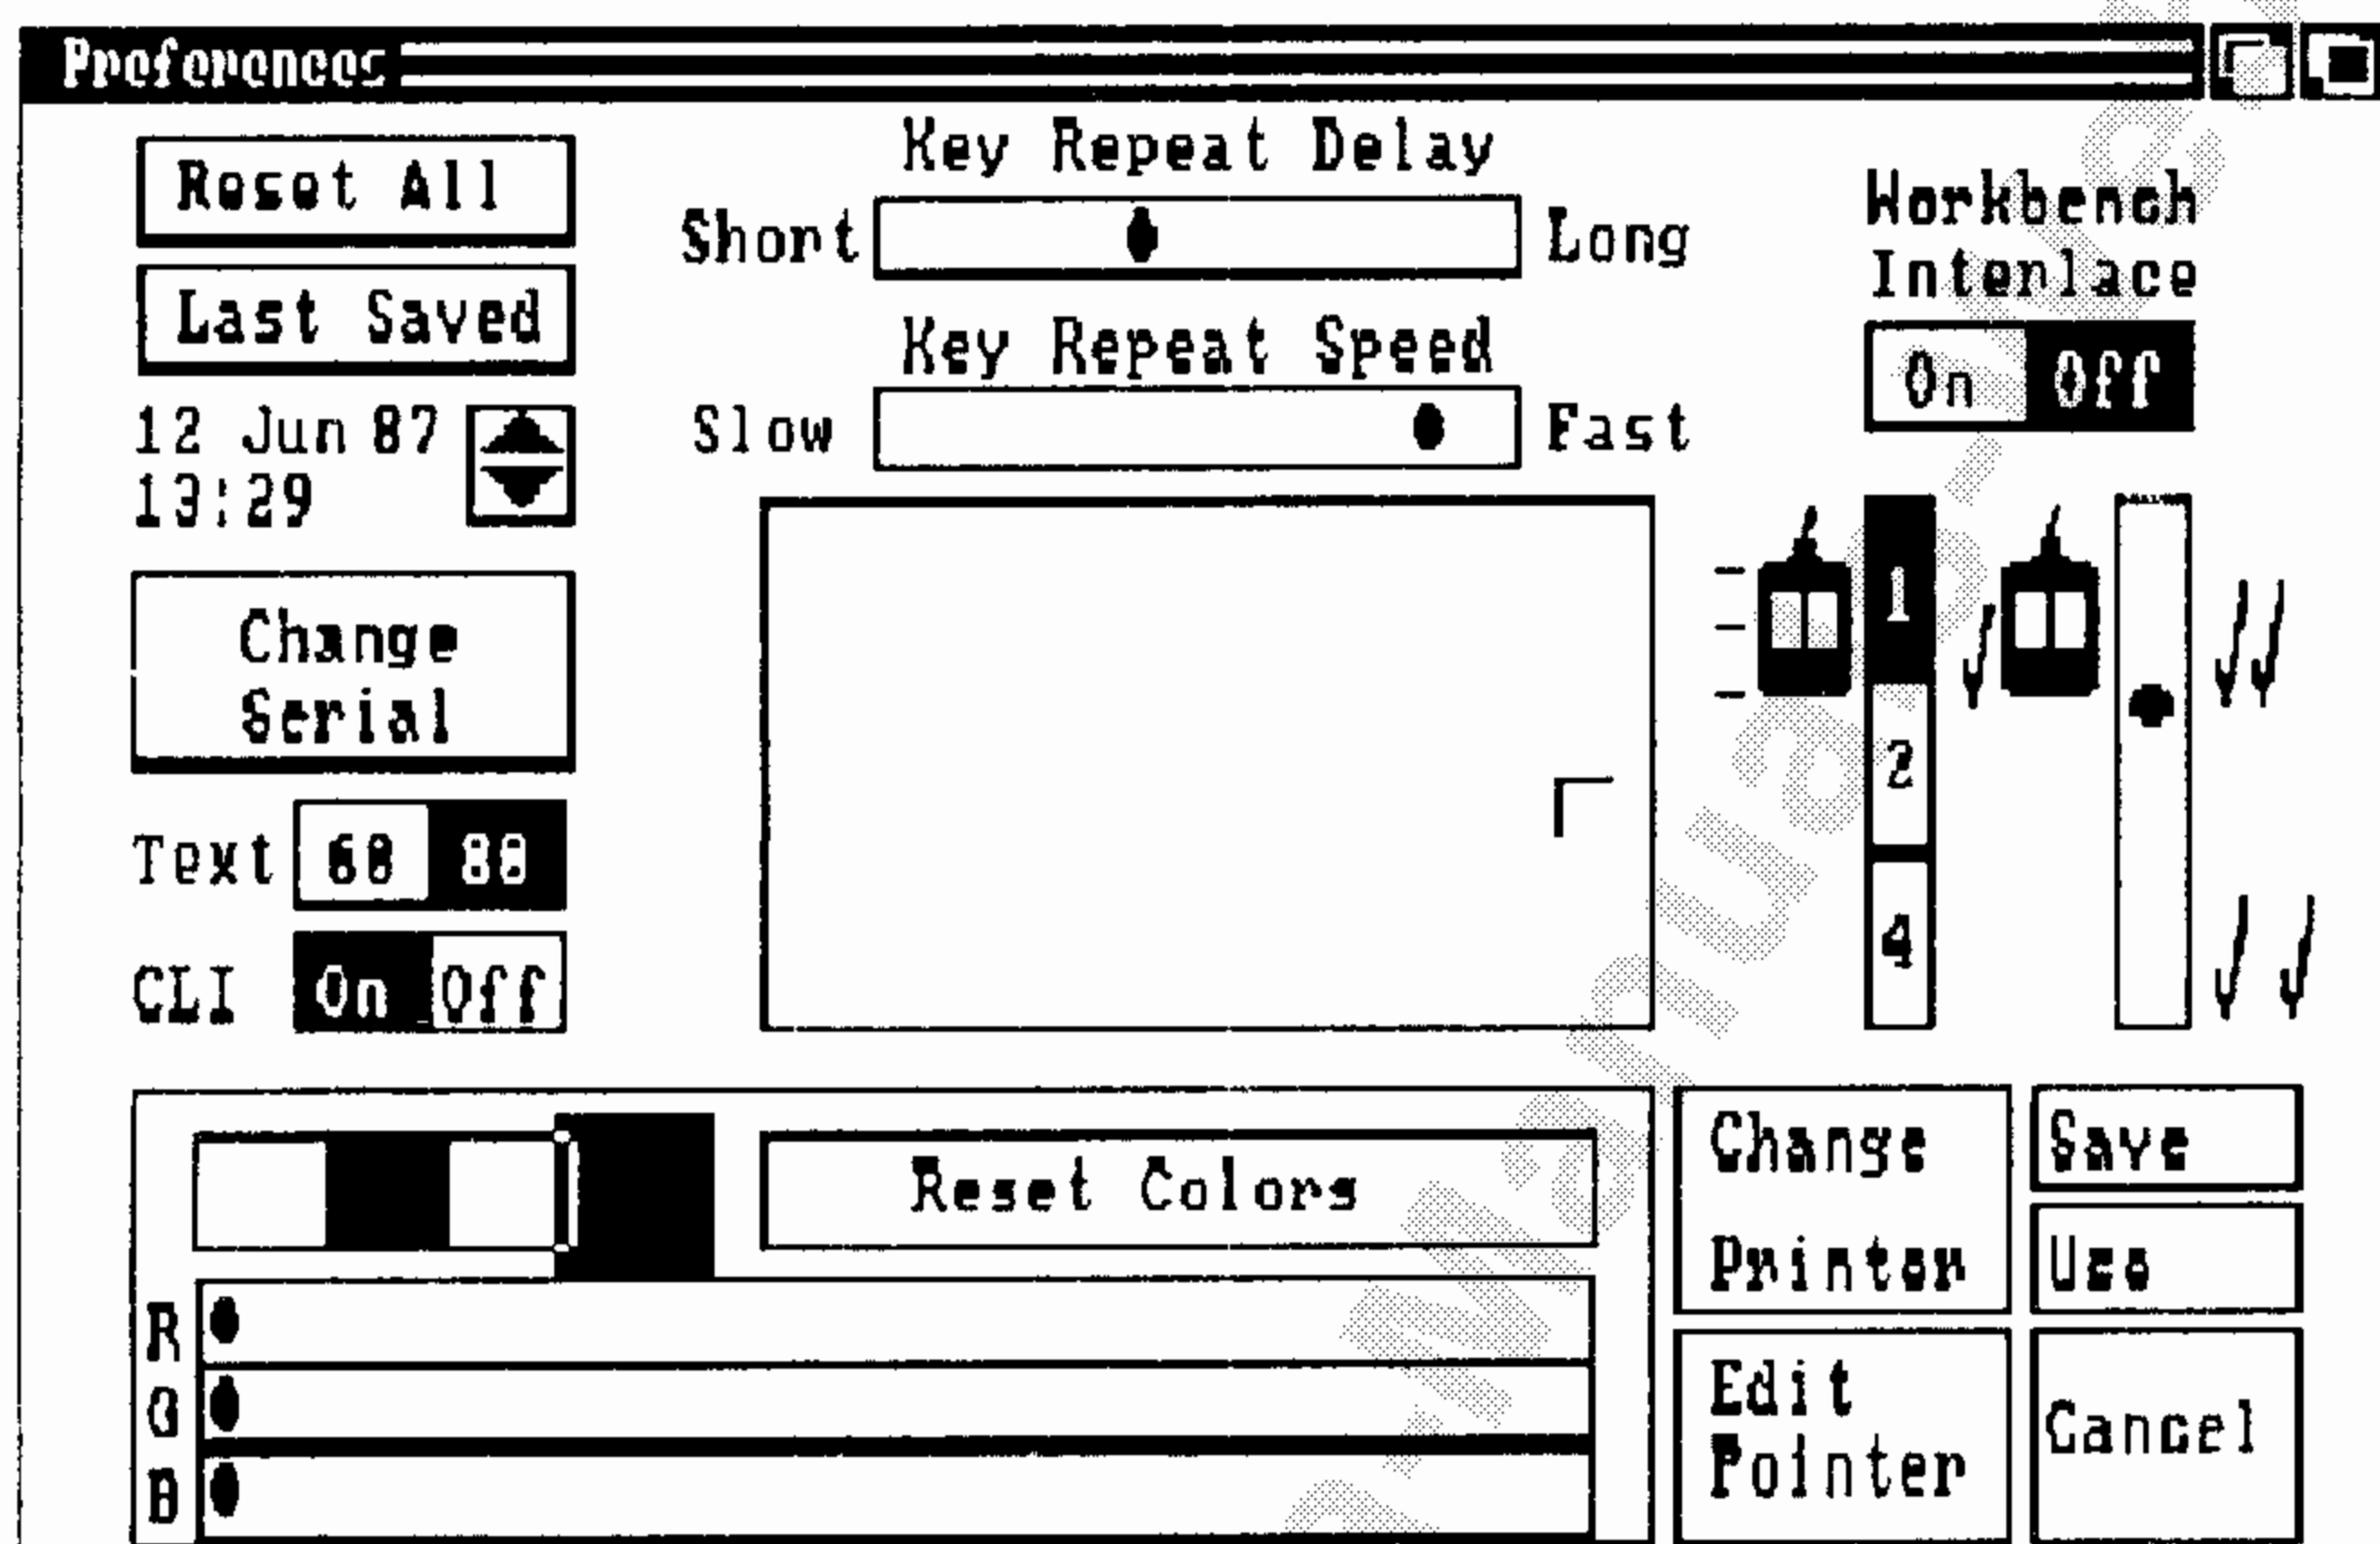 Preferences
Reset All
Last Saved
12 Jun 87
13:29
Change
Serial
Text 60 80
CLI On Off
Key Repeat Delay
Short Long
Key Repeat Speed
Slow Fast
Workbench
Interlace
On Off
1
2
4
Reset Colors
R
G
B
Change
Printer
Edit
Pointer
Save
Use
Cancel